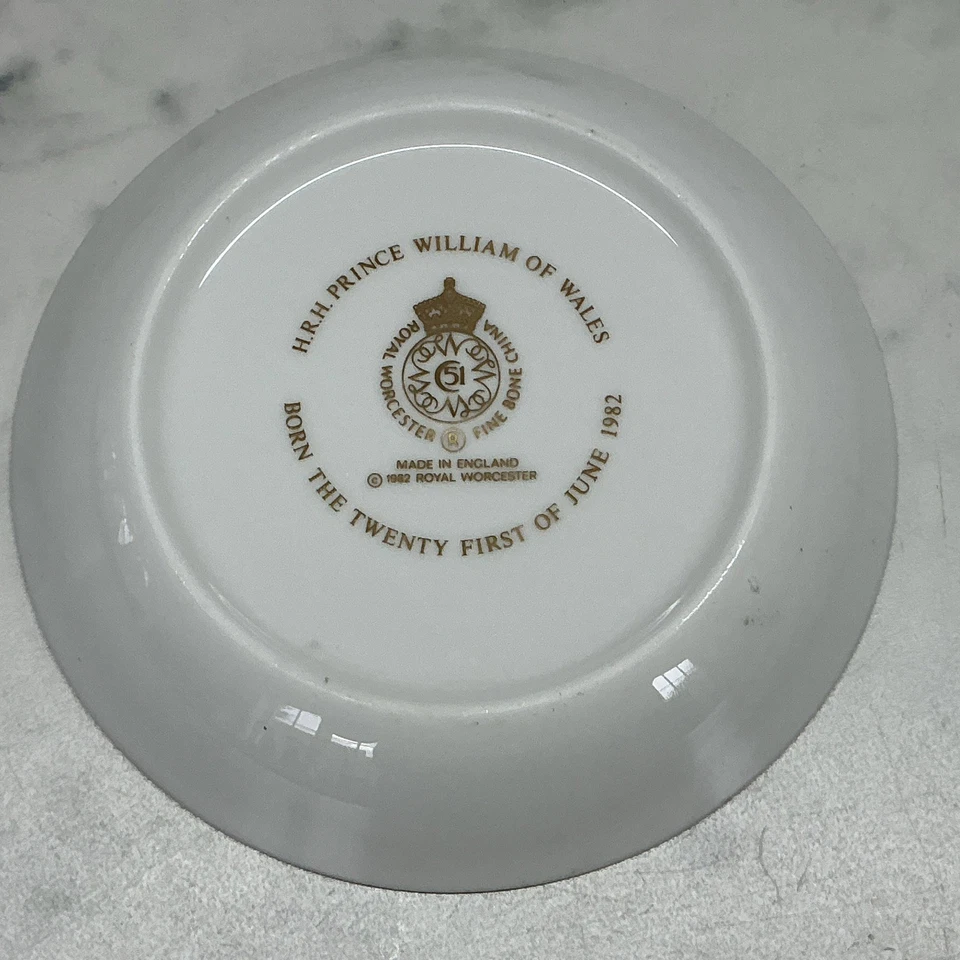 H.R.H. PRINCE WILLIAM OF WALES
ROYAL WORCESTER ® FINE BONE CHINA
C 51
MADE IN ENGLAND
© 1982 ROYAL WORCESTER
BORN THE TWENTY FIRST OF JUNE 1982